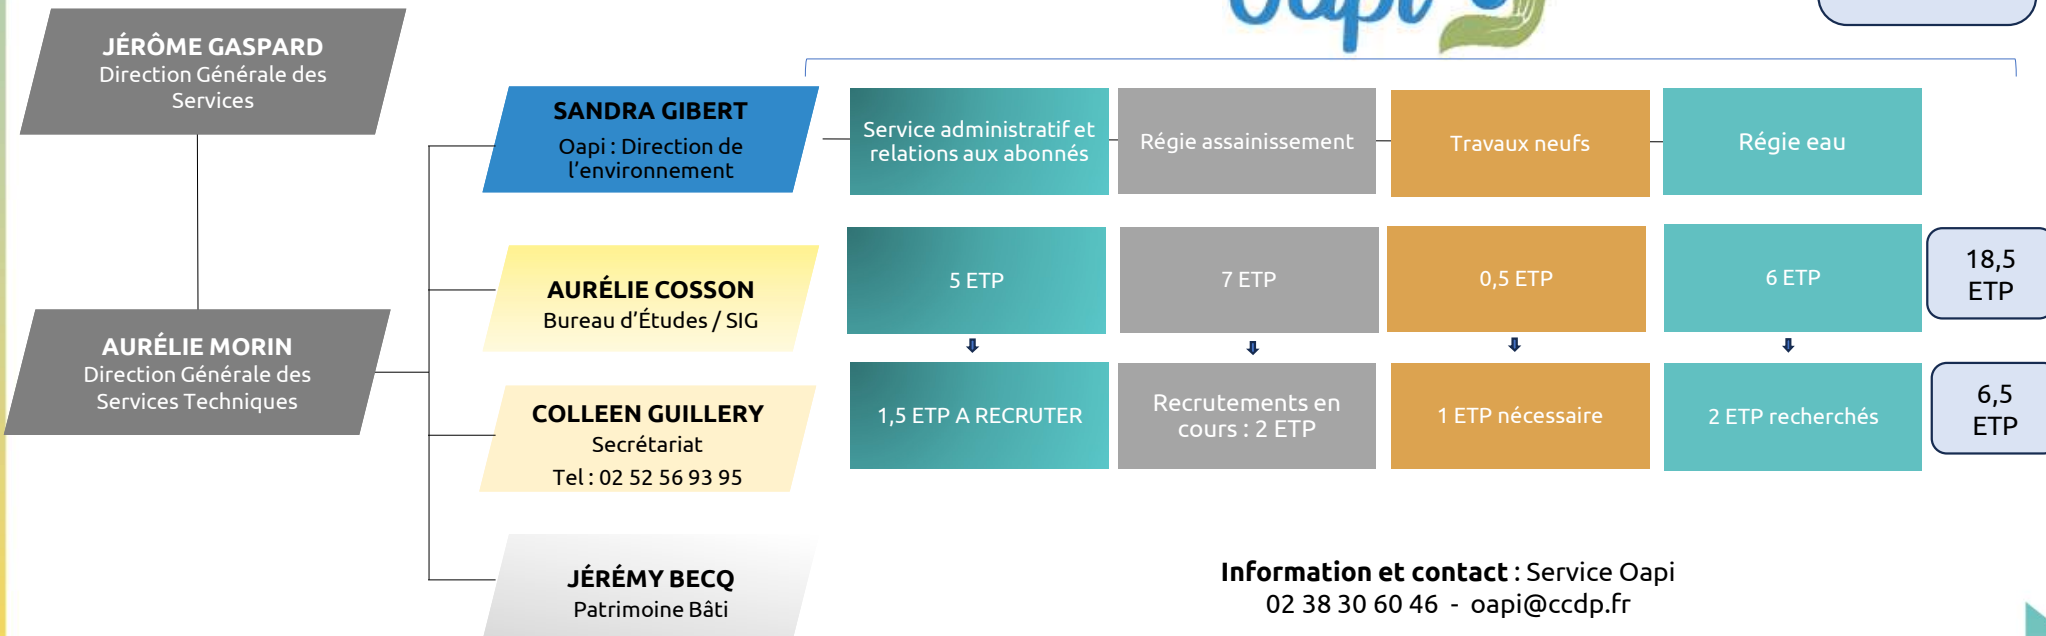 oapi
JÉRÔME GASPARD
Direction Générale des
Services
AURÉLIE MORIN
Direction Générale des
Services Techniques
SANDRA GIBERT
Oapi : Direction de
l’environnement
AURÉLIE COSSON
Bureau d’Études / SIG
COLLEEN GUILLERY
Secrétariat
Tel : 02 52 56 93 95
JÉRÉMY BECQ
Patrimoine Bâti
Service administratif et
relations aux abonnés
Régie assainissement
Travaux neufs
Régie eau
5 ETP
7 ETP
0,5 ETP
6 ETP
18,5
ETP
1,5 ETP A RECRUTER
Recrutements en
cours : 2 ETP
1 ETP nécessaire
2 ETP recherchés
6,5
ETP
Information et contact : Service Oapi
02 38 30 60 46 - oapi@ccdp.fr